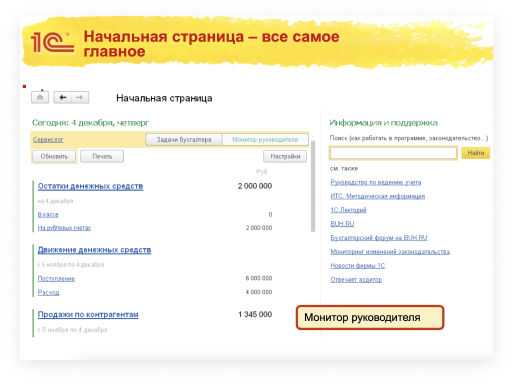 1С
Начальная страница – все самое
главное
Начальная страница
Сегодня: 4 декабря, четверг
Сервислог
Задачи бухгалтера
Монитор руководителя
Обновить
Печать
Настройки
Руб
Остатки денежных средств 2 000 000
на 4 декабря
В кассе 0
На рублевых счетах 2 000 000
Движение денежных средств
с 5 ноября по 4 декабря
Поступление 6 000 000
Расход 4 000 000
Продажи по контрагентам 1 345 000
с 5 ноября по 4 декабря
Информация и поддержка
Поиск (как работать в программе, законодательство...)
Найти
см. также
Руководство по ведению учета
ИТС. Методическая информация
1С:Лекторий
BUH.RU
Бухгалтерский форум на BUH.RU
Мониторинг изменений законодательства
Новости фирмы 1С
Отвечает аудитор
Монитор руководителя